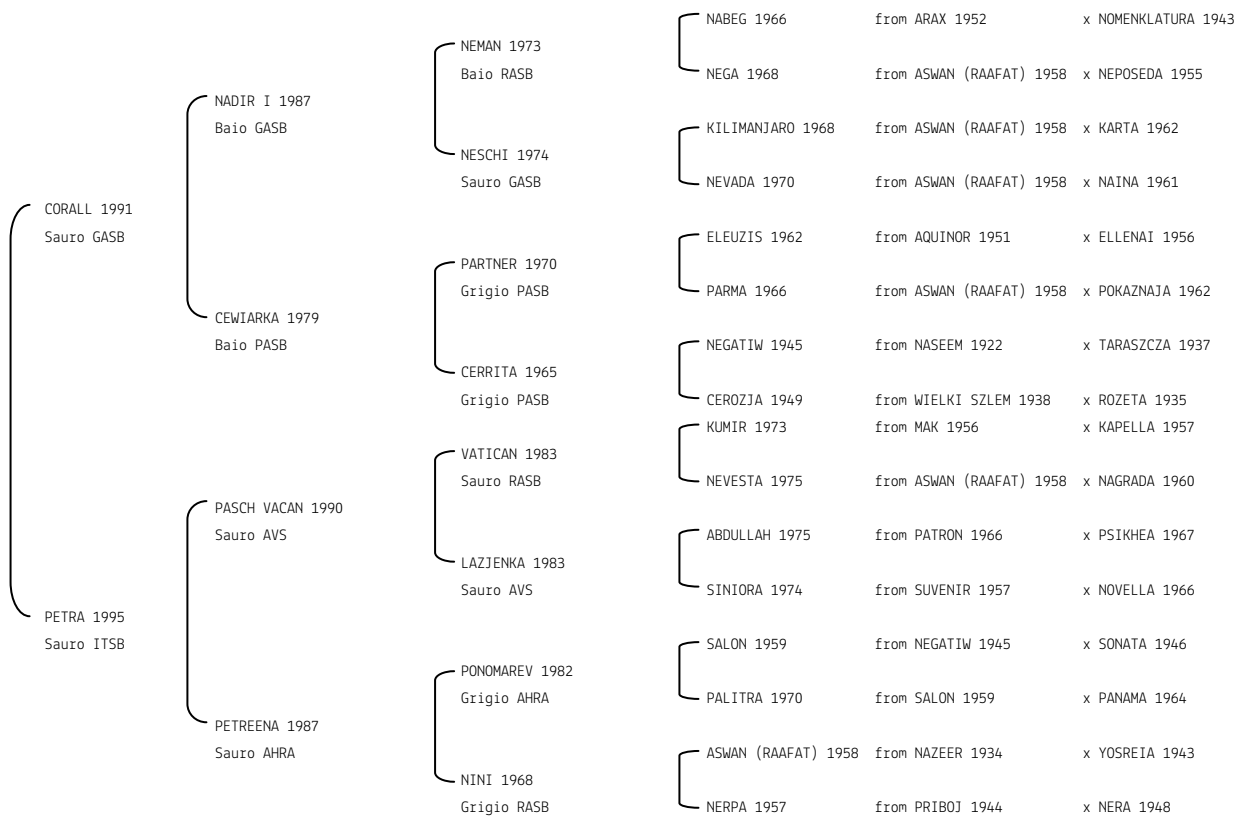 NABEG 1966 from ARAX 1952 x NOMENKLATURA 1943
NEMAN 1973
Baio RASB NEGA 1968 from ASWAN (RAAFAT) 1958 x NEPOSEDA 1955
NADIR I 1987
Baio GASB KILIMANJARO 1968 from ASWAN (RAAFAT) 1958 x KARTA 1962
NESCHI 1974
Sauro GASB NEVADA 1970 from ASWAN (RAAFAT) 1958 x NAINA 1961
CORALL 1991
Sauro GASB ELEUZIS 1962 from AQUINOR 1951 x ELLENAI 1956
PARTNER 1970
Grigio PASB PARMA 1966 from ASWAN (RAAFAT) 1958 x POKAZNAJA 1962
CEWIARKA 1979
Baio PASB NEGATIW 1945 from NASEEM 1922 x TARASZCZA 1937
CERRITA 1965
Grigio PASB CEROZJA 1949 from WIELKI SZLEM 1938 x ROZETA 1935
KUMIR 1973 from MAK 1956 x KAPELLA 1957
VATICAN 1983
Sauro RASB NEVESTA 1975 from ASWAN (RAAFAT) 1958 x NAGRADA 1960
PASCH VACAN 1990
Sauro AVS ABDULLAH 1975 from PATRON 1966 x PSIKHEA 1967
LAZJENKA 1983
Sauro AVS SINIORA 1974 from SUVENIR 1957 x NOVELLA 1966
PETRA 1995
Sauro ITSB SALON 1959 from NEGATIW 1945 x SONATA 1946
PONOMAREV 1982
Grigio AHRA PALITRA 1970 from SALON 1959 x PANAMA 1964
PETREENA 1987
Sauro AHRA ASWAN (RAAFAT) 1958 from NAZEER 1934 x YOSREIA 1943
NINI 1968
Grigio RASB NERPA 1957 from PRIBOJ 1944 x NERA 1948